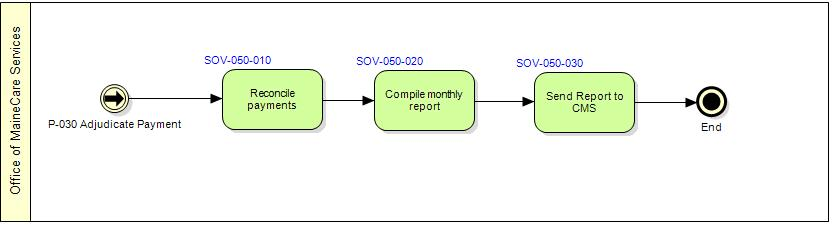 Office of MaineCare Services
P-030 Adjudicate Payment
SOV-050-010
Reconcile
payments
SOV-050-020
Compile monthly
report
SOV-050-030
Send Report to
CMS
End